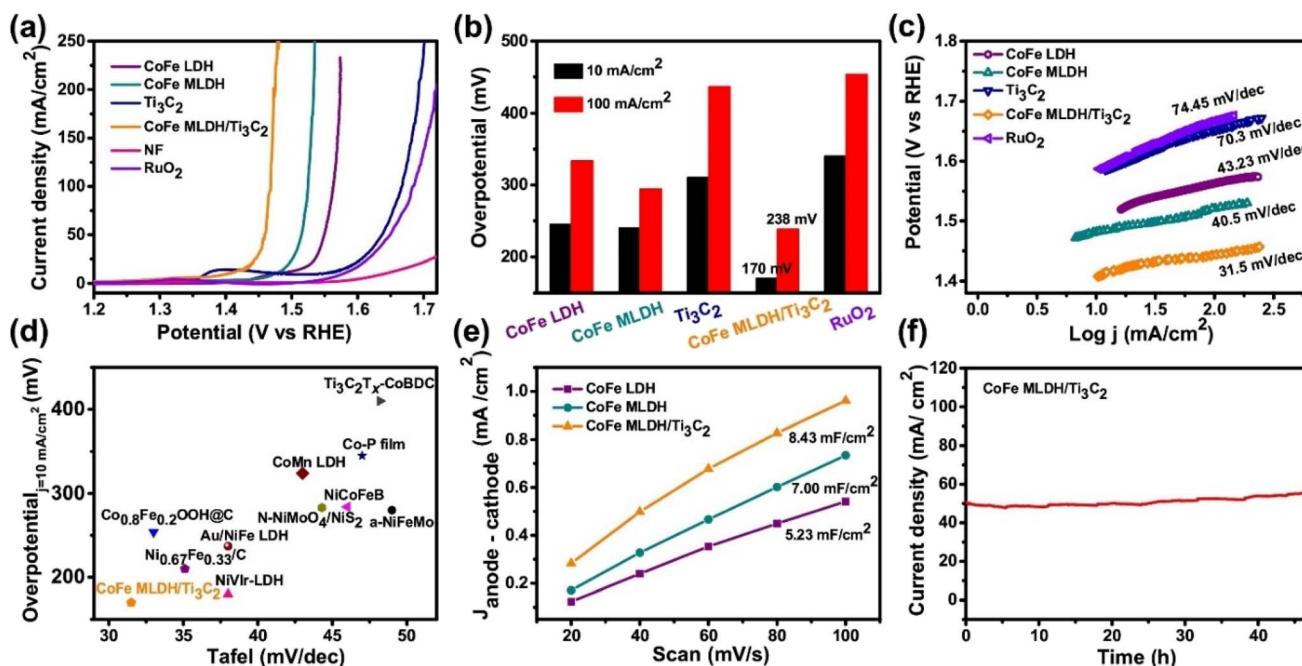 (a)
250
200
150
100
50
0
1.2
1.3
1.4
1.5
1.6
1.7
Current density (mA/cm²)
Potential (V vs RHE)
CoFe LDH
CoFe MLDH
Ti₃C₂
CoFe MLDH/Ti₃C₂
NF
RuO₂
(b)
500
400
300
200
Overpotential (mV)
10 mA/cm²
100 mA/cm²
238 mV
170 mV
CoFe LDH
CoFe MLDH
Ti₃C₂
CoFe MLDH/Ti₃C₂
RuO₂
(c)
1.8
1.7
1.6
1.5
1.4
0.0
0.5
1.0
1.5
2.0
2.5
Potential (V vs RHE)
Log j (mA/cm²)
CoFe LDH
CoFe MLDH
Ti₃C₂
CoFe MLDH/Ti₃C₂
RuO₂
74.45 mV/dec
70.3 mV/dec
43.23 mV/dec
40.5 mV/dec
31.5 mV/dec
(d)
400
300
200
30
35
40
45
50
Overpotential j=10 mA/cm² (mV)
Tafel (mV/dec)
Ti₃C₂Tₓ-CoBDC
Co-P film
CoMn LDH
NiCoFeB
N-NiMoO₄/NiS₂
a-NiFeMo
Co₀.₈Fe₀.₂OOH@C
Au/NiFe LDH
Ni₀.₆₇Fe₀.₃₃/C
CoFe MLDH/Ti₃C₂
NiVIr-LDH
(e)
1.0
0.8
0.6
0.4
0.2
20
40
60
80
100
J anode - cathode (mA /cm²)
Scan (mV/s)
CoFe LDH
CoFe MLDH
CoFe MLDH/Ti₃C₂
8.43 mF/cm²
7.00 mF/cm²
5.23 mF/cm²
(f)
120
100
80
60
40
20
0
0
10
20
30
40
Current density (mA/ cm²)
Time (h)
CoFe MLDH/Ti₃C₂